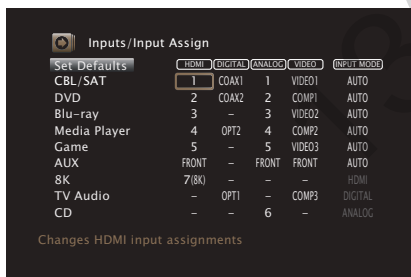 Inputs/Input Assign
Set Defaults HDMI DIGITAL ANALOG VIDEO INPUT MODE
CBL/SAT 1 COAX1 1 VIDEO1 AUTO
DVD 2 COAX2 2 COMP1 AUTO
Blu-ray 3 – 3 VIDEO2 AUTO
Media Player 4 OPT2 4 COMP2 AUTO
Game 5 – 5 VIDEO3 AUTO
AUX FRONT – FRONT FRONT AUTO
8K 7(8K) – – – HDMI
TV Audio – OPT1 – COMP3 DIGITAL
CD – – 6 – ANALOG
Changes HDMI input assignments